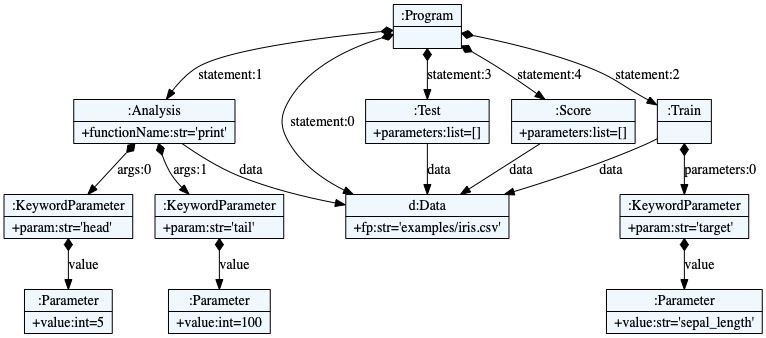 :Program
statement:1
statement:3
statement:4
statement:2
:Analysis
+functionName:str='print'
statement:0
:Test
+parameters:list=[]
:Score
+parameters:list=[]
:Train
args:0
args:1
data
data
data
data
parameters:0
:KeywordParameter
+param:str='head'
:KeywordParameter
+param:str='tail'
d:Data
+fp:str='examples/iris.csv'
:KeywordParameter
+param:str='target'
value
value
value
:Parameter
+value:int=5
:Parameter
+value:int=100
:Parameter
+value:str='sepal_length'